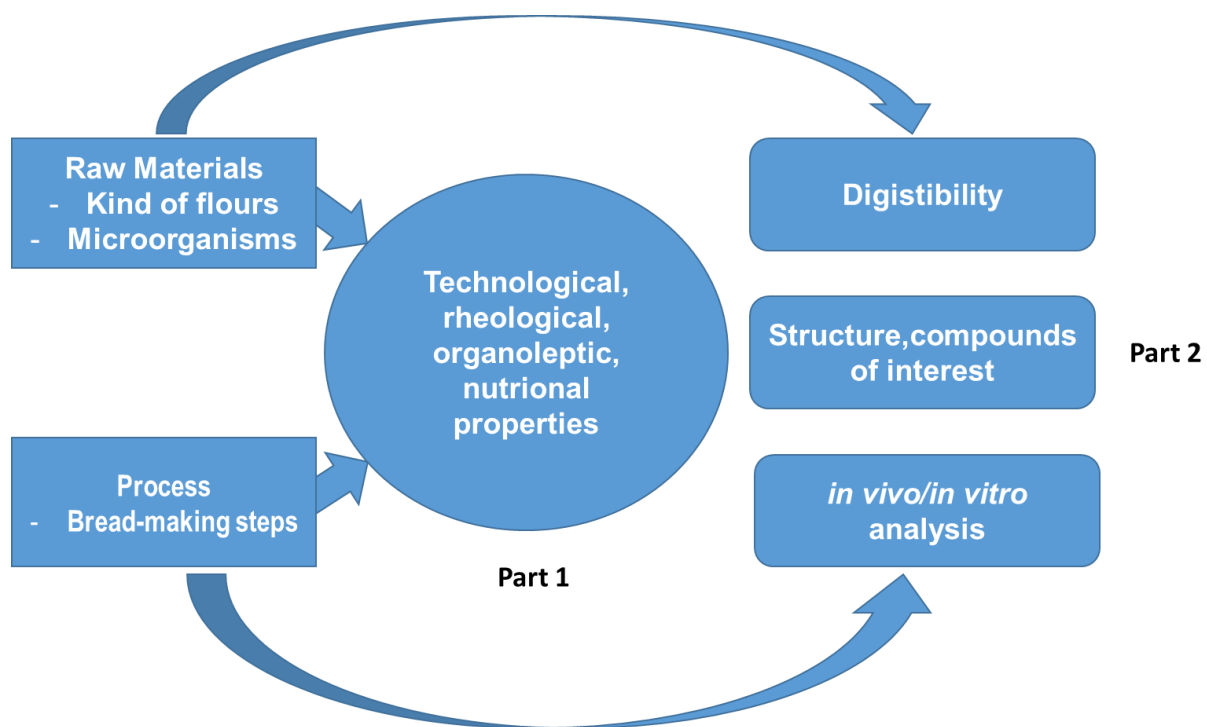 Raw Materials
- Kind of flours
- Microorganisms
Process
- Bread-making steps
Technological,
rheological,
organoleptic,
nutrional
properties
Part 1
Digistibility
Structure,compounds
of interest
in vivo/in vitro
analysis
Part 2